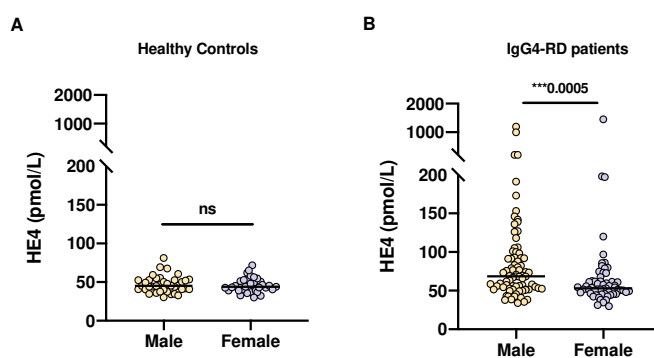 A
Healthy Controls
HE4 (pmol/L)
2000
1000
200
150
100
50
0
ns
Male
Female
B
IgG4-RD patients
***0.0005
HE4 (pmol/L)
2000
1000
200
150
100
50
0
Male
Female